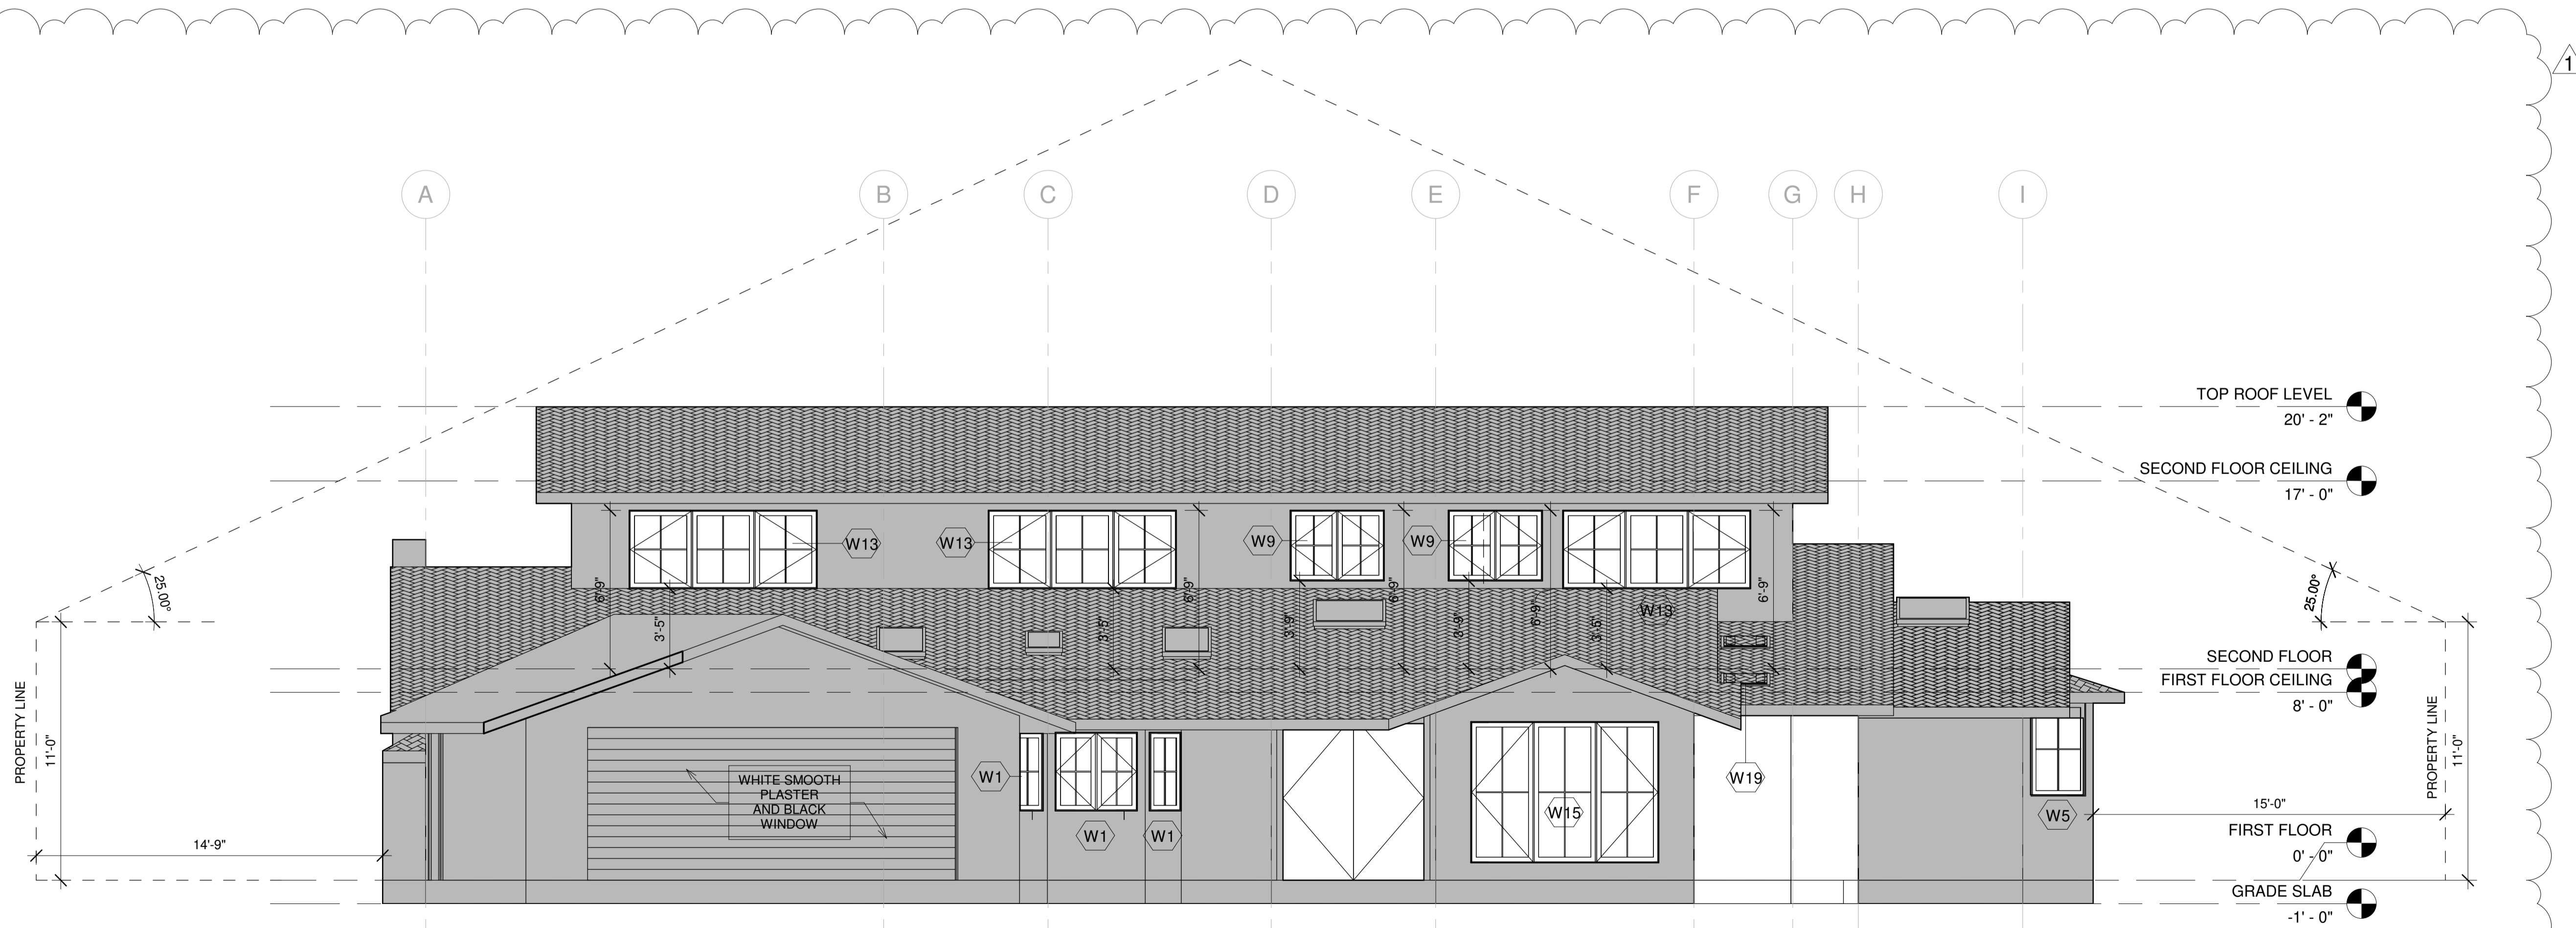 1
A
B
C
D
E
F
G
H
I
TOP ROOF LEVEL
20' - 2"
SECOND FLOOR CEILING
17' - 0"
W13
W13
W9
W9
6'-9"
6'-9"
6'-9"
6'-9"
6'-9"
25.00°
25.00°
3'-5"
3'-5"
3'-9"
3'-9"
3'-5"
W13
SECOND FLOOR
FIRST FLOOR CEILING
8' - 0"
PROPERTY LINE
11'-0"
PROPERTY LINE
11'-0"
WHITE SMOOTH
PLASTER
AND BLACK
WINDOW
W1
W1
W1
W15
W19
W5
15'-0"
14'-9"
FIRST FLOOR
0' - 0"
GRADE SLAB
-1' - 0"